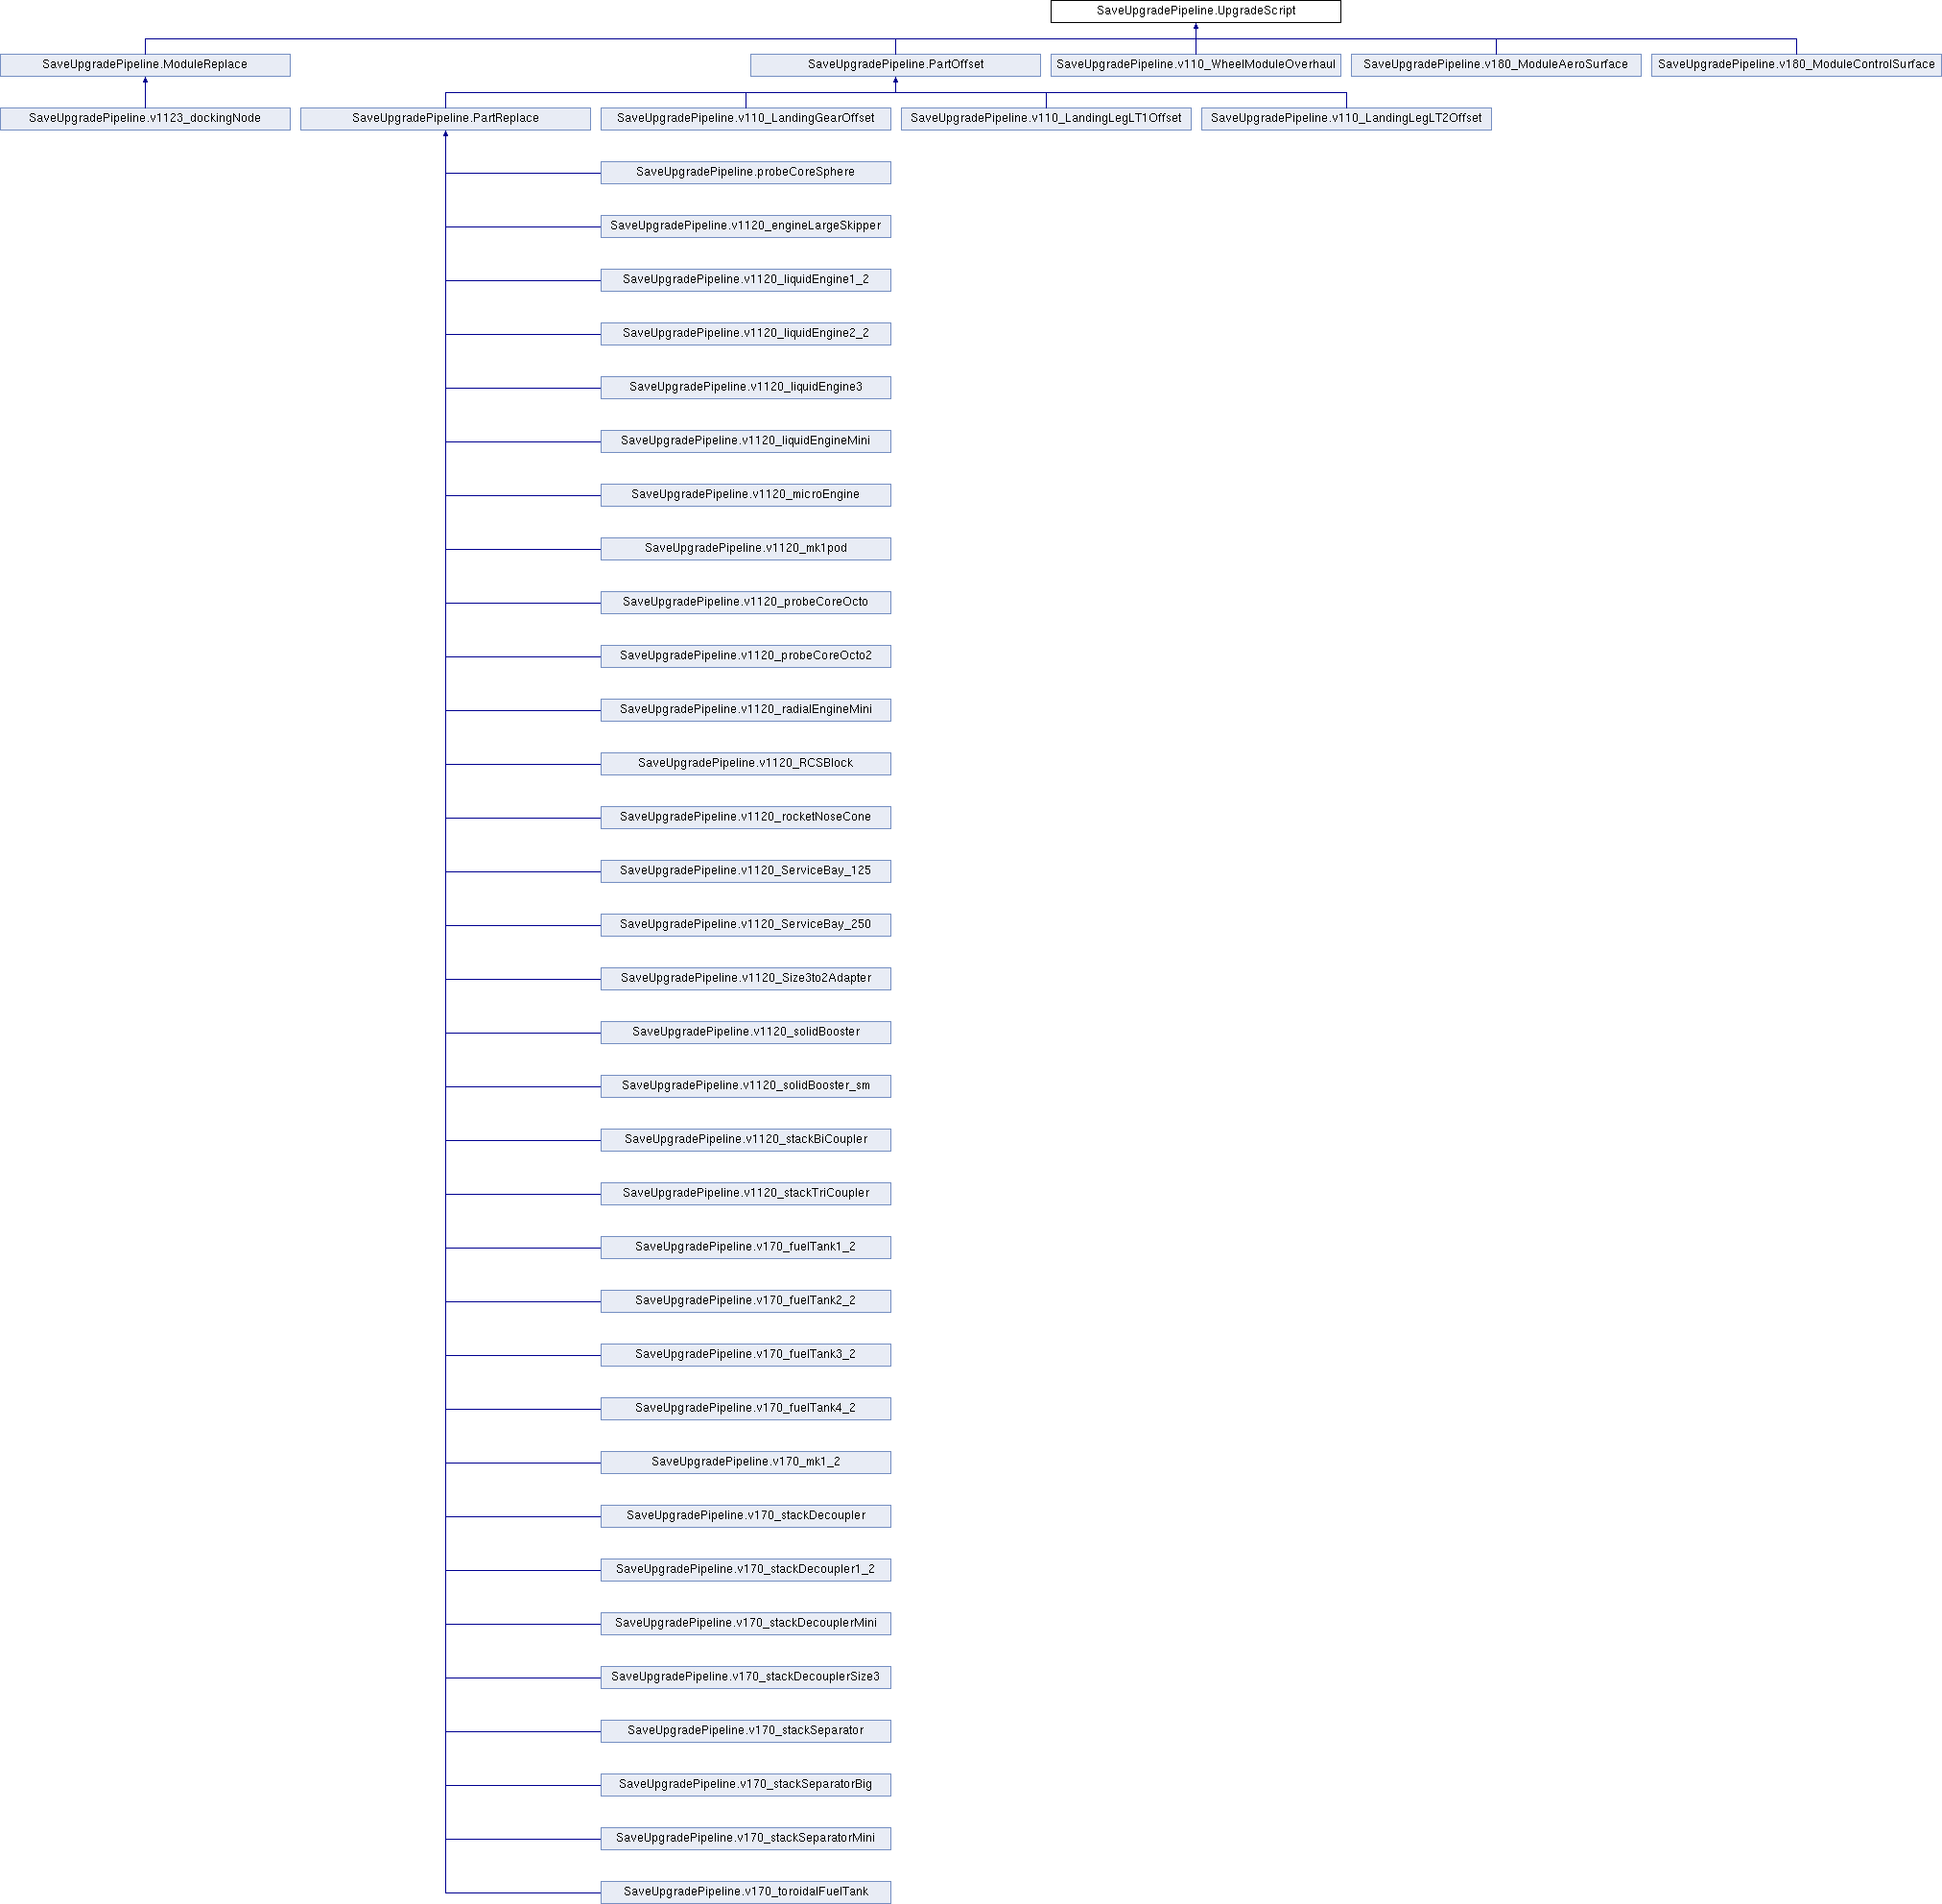 SaveUpgradePipeline.UpgradeScript
SaveUpgradePipeline.ModuleReplace
SaveUpgradePipeline.PartOffset
SaveUpgradePipeline.v110_WheelModuleOverhaul
SaveUpgradePipeline.v180_ModuleAeroSurface
SaveUpgradePipeline.v180_ModuleControlSurface
SaveUpgradePipeline.v1123_dockingNode
SaveUpgradePipeline.PartReplace
SaveUpgradePipeline.v110_LandingGearOffset
SaveUpgradePipeline.v110_LandingLegLT1Offset
SaveUpgradePipeline.v110_LandingLegLT2Offset
SaveUpgradePipeline.probeCoreSphere
SaveUpgradePipeline.v1120_engineLargeSkipper
SaveUpgradePipeline.v1120_liquidEngine1_2
SaveUpgradePipeline.v1120_liquidEngine2_2
SaveUpgradePipeline.v1120_liquidEngine3
SaveUpgradePipeline.v1120_liquidEngineMini
SaveUpgradePipeline.v1120_microEngine
SaveUpgradePipeline.v1120_mk1pod
SaveUpgradePipeline.v1120_probeCoreOcto
SaveUpgradePipeline.v1120_probeCoreOcto2
SaveUpgradePipeline.v1120_radialEngineMini
SaveUpgradePipeline.v1120_RCSBlock
SaveUpgradePipeline.v1120_rocketNoseCone
SaveUpgradePipeline.v1120_ServiceBay_125
SaveUpgradePipeline.v1120_ServiceBay_250
SaveUpgradePipeline.v1120_Size3to2Adapter
SaveUpgradePipeline.v1120_solidBooster
SaveUpgradePipeline.v1120_solidBooster_sm
SaveUpgradePipeline.v1120_stackBiCoupler
SaveUpgradePipeline.v1120_stackTriCoupler
SaveUpgradePipeline.v170_fuelTank1_2
SaveUpgradePipeline.v170_fuelTank2_2
SaveUpgradePipeline.v170_fuelTank3_2
SaveUpgradePipeline.v170_fuelTank4_2
SaveUpgradePipeline.v170_mk1_2
SaveUpgradePipeline.v170_stackDecoupler
SaveUpgradePipeline.v170_stackDecoupler1_2
SaveUpgradePipeline.v170_stackDecouplerMini
SaveUpgradePipeline.v170_stackDecouplerSize3
SaveUpgradePipeline.v170_stackSeparator
SaveUpgradePipeline.v170_stackSeparatorBig
SaveUpgradePipeline.v170_stackSeparatorMini
SaveUpgradePipeline.v170_toroidalFuelTank